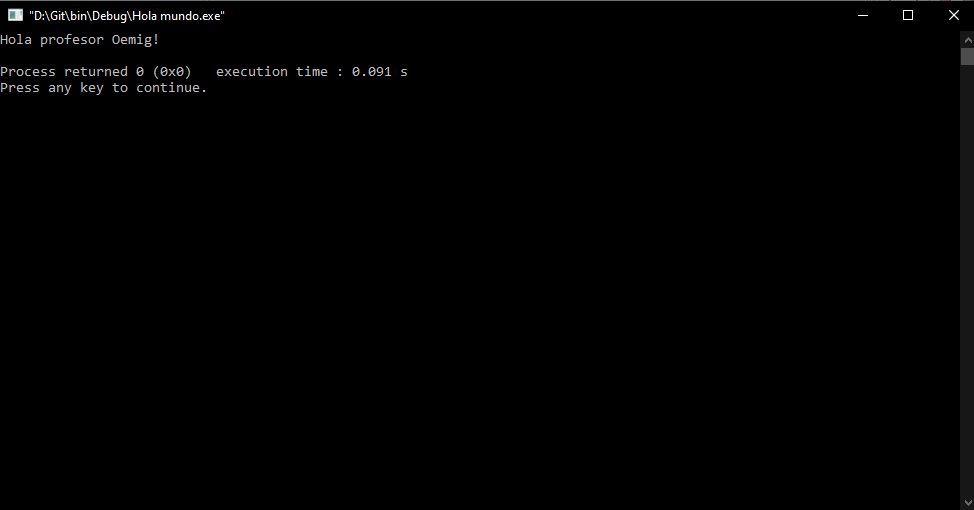 "D:\Git\bin\Debug\Hola mundo.exe"
Hola profesor Oemig!
Process returned 0 (0x0)   execution time : 0.091 s
Press any key to continue.